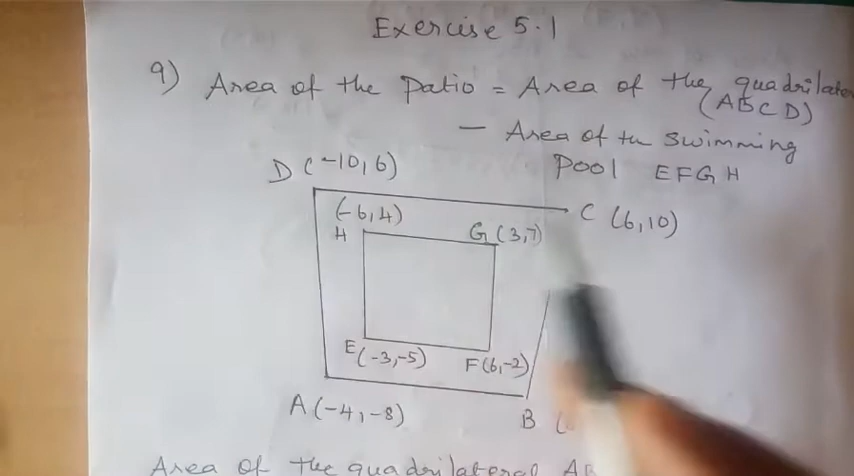 Exercise 5.1
9) Area of the Patio = Area of the quadrilater
(ABCD)
- Area of the swimming
Pool EFGH
D (-10,6)
C (6,10)
(-6,4)
H
G (3,7)
E (-3,-5)
F (6,-2)
A (-4,-8)
B (
Area of the quadrilateral AB